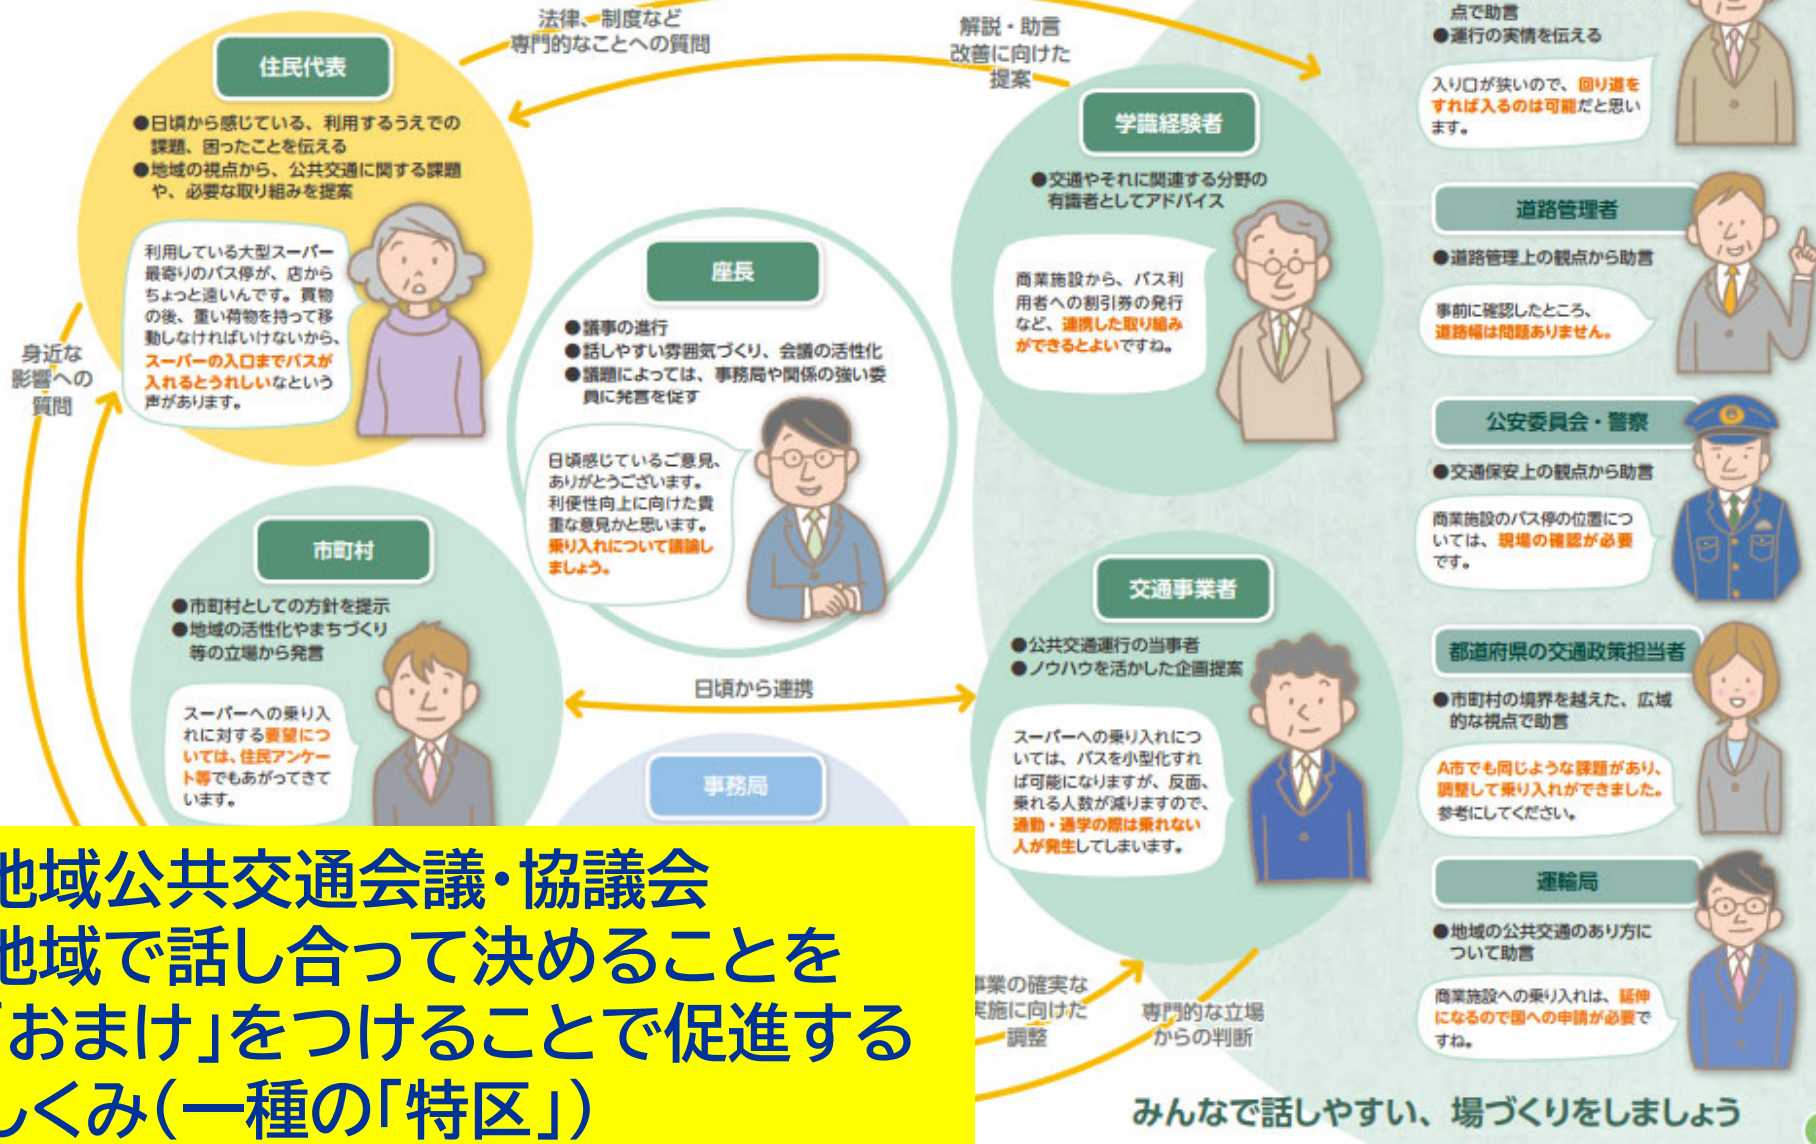 法律、制度など
専門的なことへの質問
解説・助言
改善に向けた
提案
点で助言
●運行の実情を伝える
入り口が狭いので、回り道を
すれば入るのは可能だと思い
ます。
住民代表
●日頃から感じている、利用するうえでの
課題、困ったことを伝える
●地域の視点から、公共交通に関する課題
や、必要な取り組みを提案
利用している大型スーパー
最寄りのバス停が、店から
ちょっと遠いんです。買物
の後、重い荷物を持って移
動しなければいけないから、
スーパーの入口までバスが
入れるとうれしいなという
声があります。
身近な
影響への
質問
座長
●議事の進行
●話しやすい雰囲気づくり、会議の活性化
●議題によっては、事務局や関係の強い委
員に発言を促す
日頃感じているご意見、
ありがとうございます。
利便性向上に向けた貴
重な意見かと思います。
乗り入れについて議論し
ましょう。
学識経験者
●交通やそれに関連する分野の
有識者としてアドバイス
商業施設から、バス利
用者への割引券の発行
など、連携した取り組み
ができるとよいですね。
道路管理者
●道路管理上の観点から助言
事前に確認したところ、
道路幅は問題ありません。
公安委員会・警察
●交通保安上の観点から助言
商業施設のバス停の位置につ
いては、現場の確認が必要
です。
市町村
●市町村としての方針を提示
●地域の活性化やまちづくり
等の立場から発言
スーパーへの乗り入
れに対する要望につ
いては、住民アンケー
ト等でもあがってきて
います。
日頃から連携
事務局
交通事業者
●公共交通運行の当事者
●ノウハウを活かした企画提案
スーパーへの乗り入れにつ
いては、バスを小型化すれ
ば可能になりますが、反面、
乗れる人数が減りますので、
通勤・通学の際は乗れない
人が発生してしまいます。
都道府県の交通政策担当者
●市町村の境界を越えた、広域
的な視点で助言
A市でも同じような課題があり、
調整して乗り入れができました。
参考にしてください。
運輸局
●地域の公共交通のあり方に
ついて助言
商業施設への乗り入れは、延伸
になるので国への申請が必要で
すね。
地域公共交通会議・協議会
地域で話し合って決めることを
「おまけ」をつけることで促進する
しくみ(一種の「特区」)
事業の確実な
実施に向けた
調整
専門的な立場
からの判断
みんなで話しやすい、場づくりをしましょう